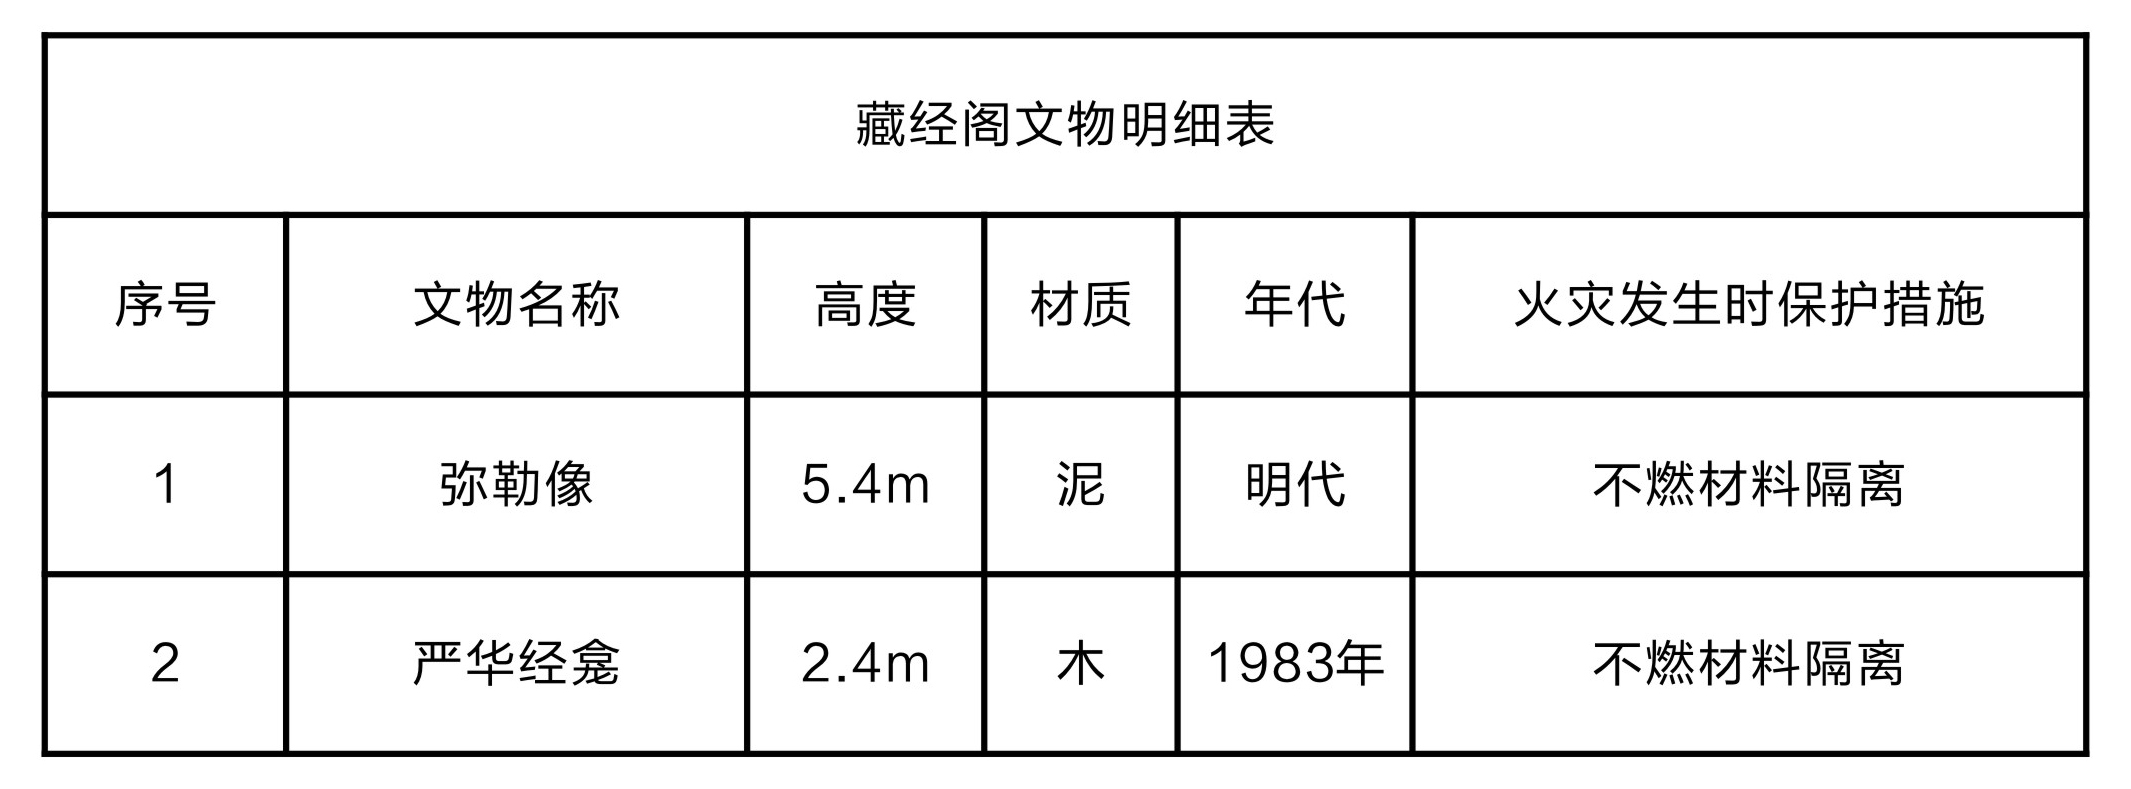 藏经阁文物明细表
序号 文物名称 高度 材质 年代 火灾发生时保护措施
1 弥勒像 5.4m 泥 明代 不燃材料隔离
2 严华经龛 2.4m 木 1983年 不燃材料隔离